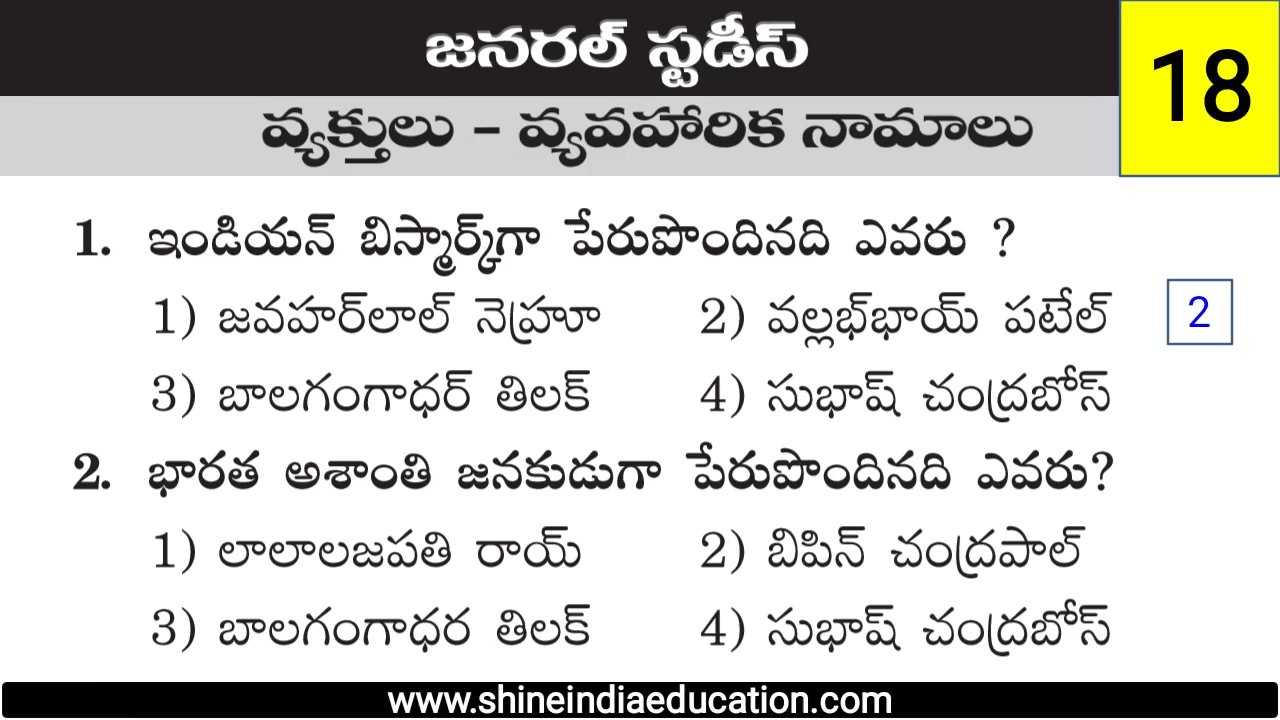 జనరల్ స్టడీస్
18
వ్యక్తులు - వ్యవహారిక నామాలు
1. ఇండియన్ బిస్మార్క్‌గా పేరుపొందినది ఎవరు ?
1) జవహర్‌లాల్ నెహ్రూ 2) వల్లభ్‌భాయ్ పటేల్ 2
3) బాలగంగాధర్ తిలక్ 4) సుభాష్ చంద్రబోస్
2. భారత అశాంతి జనకుడుగా పేరుపొందినది ఎవరు?
1) లాలాలజపతి రాయ్ 2) బిపిన్ చంద్రపాల్
3) బాలగంగాధర తిలక్ 4) సుభాష్ చంద్రబోస్
www.shineindiaeducation.com